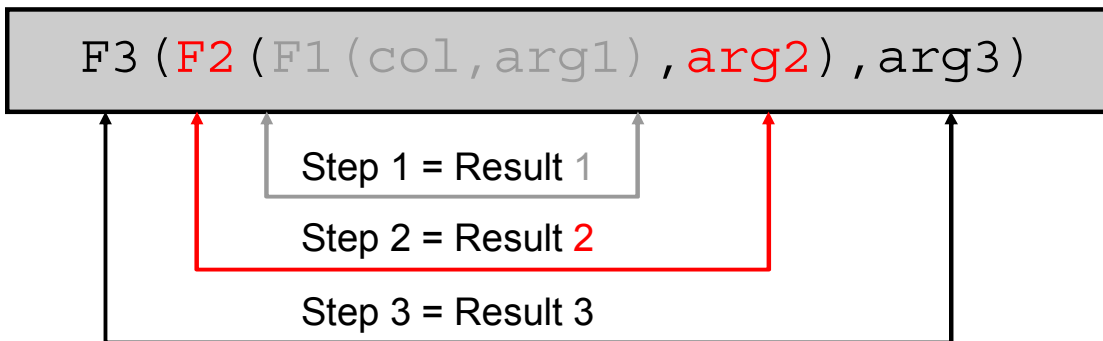 F3(F2(F1(col,arg1),arg2),arg3)
Step 1 = Result 1
Step 2 = Result 2
Step 3 = Result 3